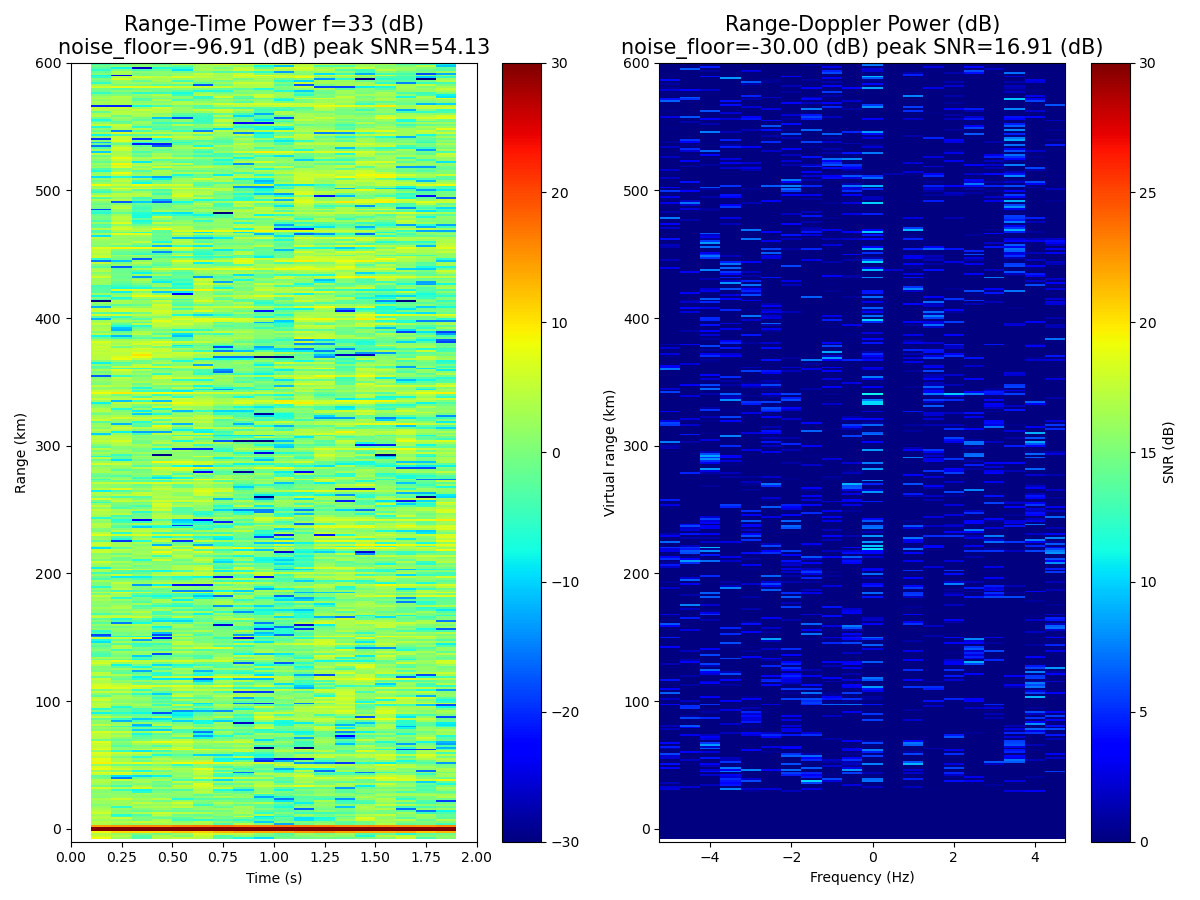 Range-Time Power f=33 (dB)
noise_floor=-96.91 (dB) peak SNR=54.13
Range (km)
600
500
400
300
200
100
0
0.00 0.25 0.50 0.75 1.00 1.25 1.50 1.75 2.00
Time (s)
30
20
10
0
−10
−20
−30
Range-Doppler Power (dB)
noise_floor=-30.00 (dB) peak SNR=16.91 (dB)
Virtual range (km)
600
500
400
300
200
100
0
−4 −2 0 2 4
Frequency (Hz)
30
25
20
15
10
5
0
SNR (dB)